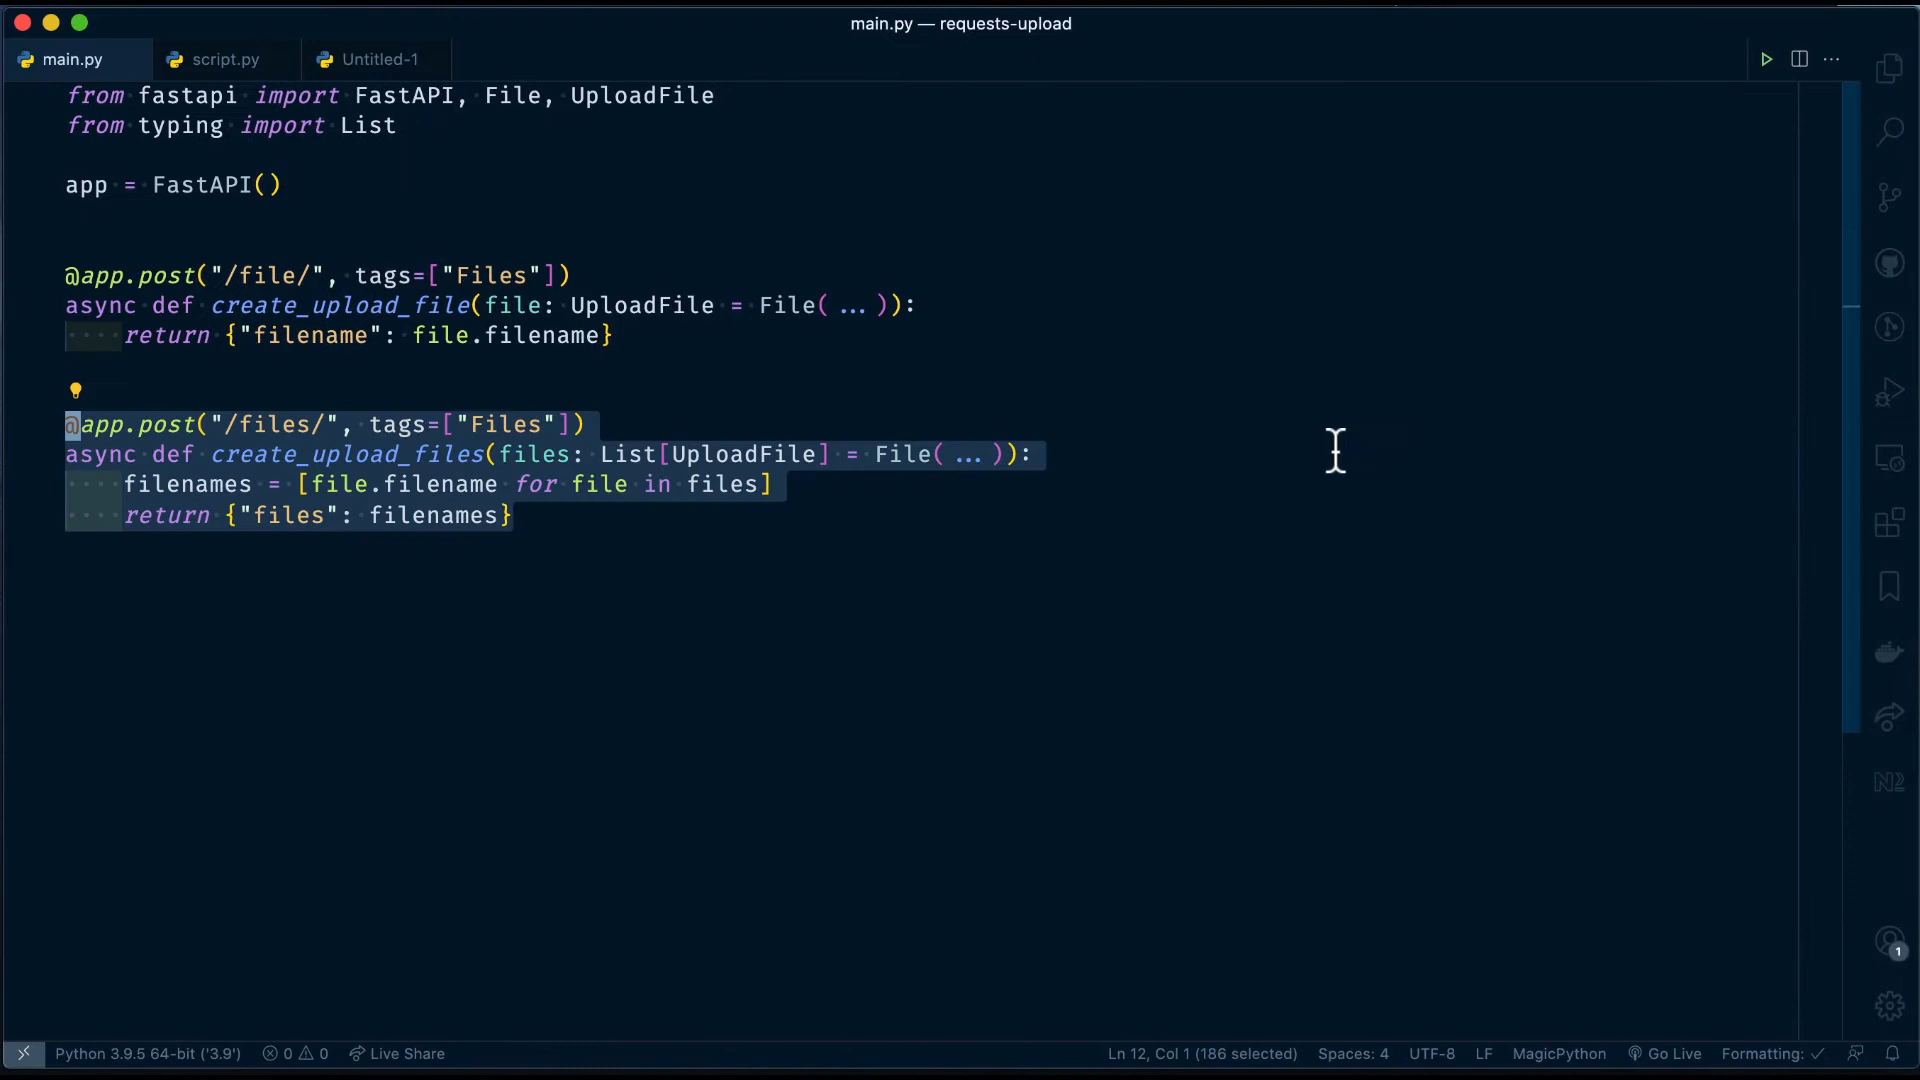 main.py — requests-upload
main.py
script.py
Untitled-1
from fastapi import FastAPI, File, UploadFile
from typing import List
app = FastAPI()
@app.post("/file/", tags=["Files"])
async def create_upload_file(file: UploadFile = File(...)):
return {"filename": file.filename}
@app.post("/files/", tags=["Files"])
async def create_upload_files(files: List[UploadFile] = File(...)):
filenames = [file.filename for file in files]
return {"files": filenames}
N2
1
Python 3.9.5 64-bit ('3.9') 0 0 Live Share Ln 12, Col 1 (186 selected) Spaces: 4 UTF-8 LF MagicPython Go Live Formatting: ✓